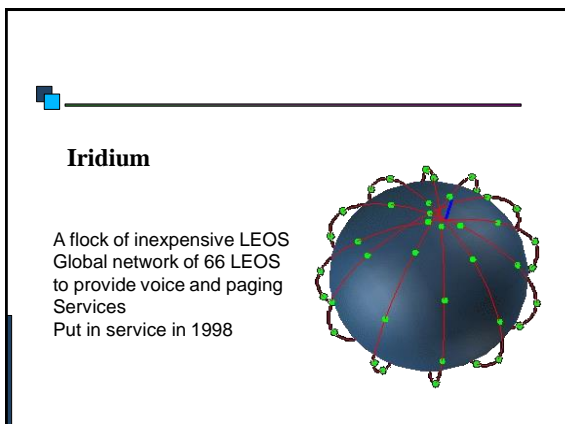 Iridium
A flock of inexpensive LEOS
Global network of 66 LEOS
to provide voice and paging
Services
Put in service in 1998